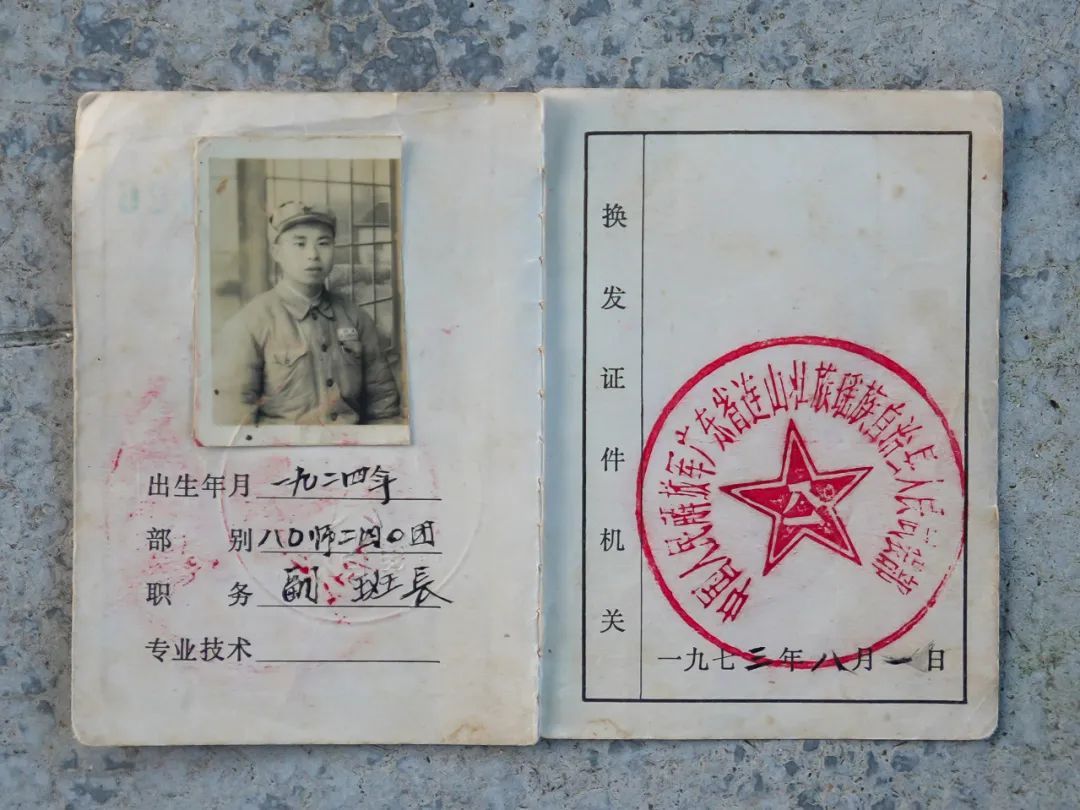 出生年月 一九二四年
部别 八〇师二四〇团
职务 副班長
专业技术
换发证件机关
中国人民解放军广东省连山壮族瑶族自治县人民武装部
一九七三年八月一日